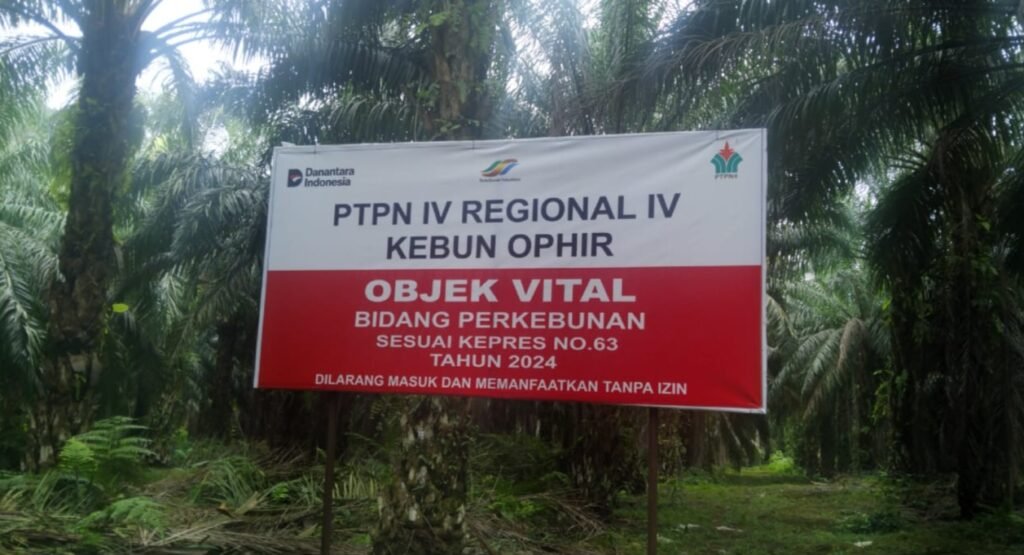 Danantara
Indonesia
PTPN IV REGIONAL IV
KEBUN OPHIR
OBJEK VITAL
BIDANG PERKEBUNAN
SESUAI KEPRES NO.63
TAHUN 2024
DILARANG MASUK DAN MEMANFAATKAN TANPA IZIN